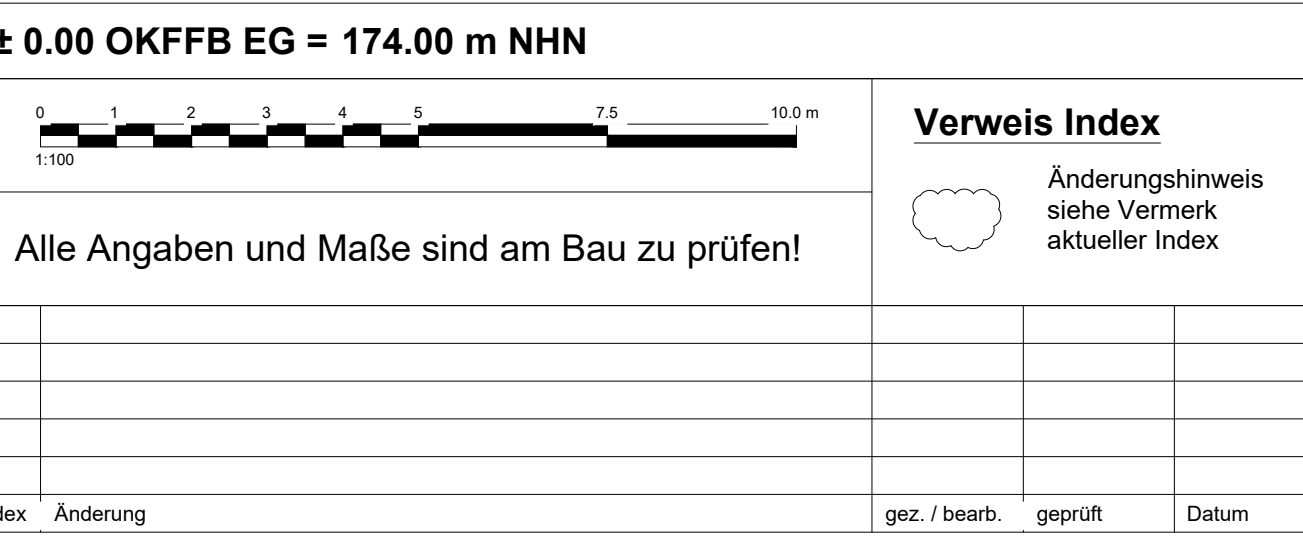 ± 0.00 OKFFB EG = 174.00 m NHN
0 1 2 3 4 5 7.5 10.0 m
1:100
Verweis Index
Änderungshinweis
siehe Vermerk
aktueller Index
Alle Angaben und Maße sind am Bau zu prüfen!
dex Änderung gez. / bearb. geprüft Datum